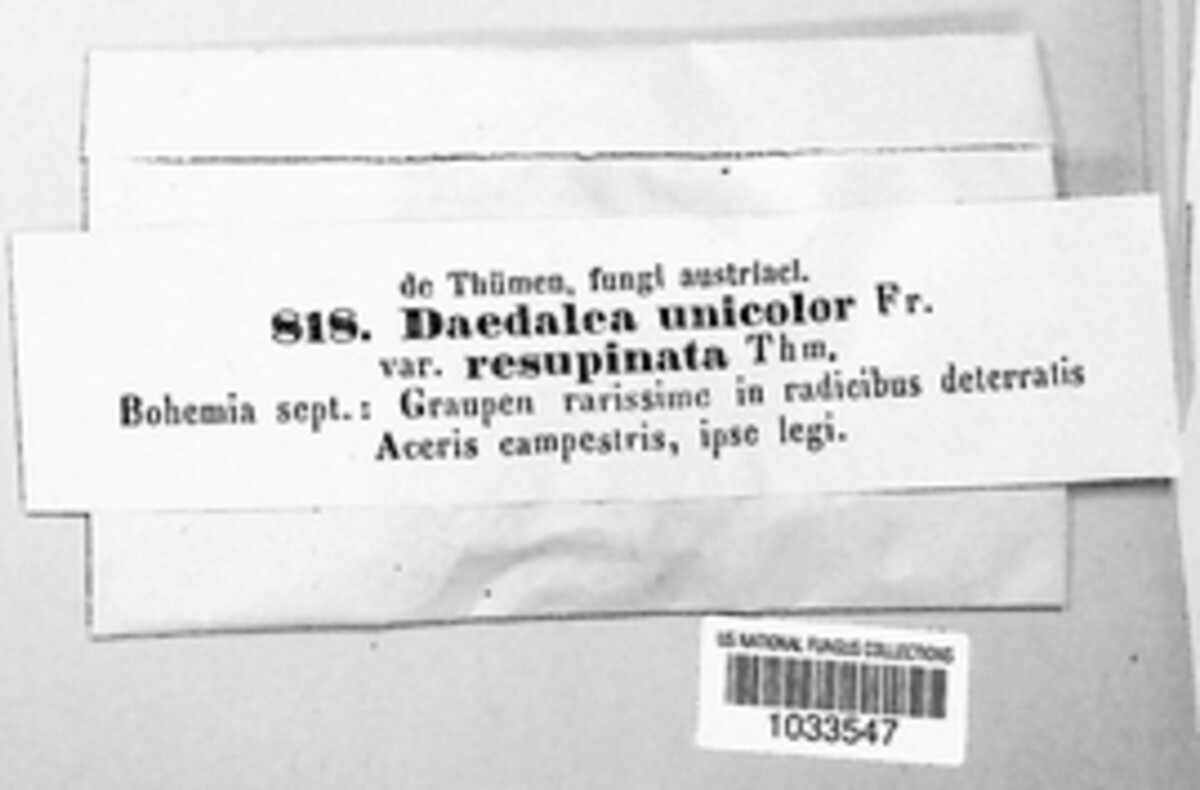 de Thümen, fungi austriaci.
818. Daedalea unicolor Fr.
var. resupinata Thm.
Bohemia sept.: Graupen rarissime in radicibus deterratis
Aceris campestris, ipse legi.
US NATIONAL FUNGUS COLLECTIONS
1033547